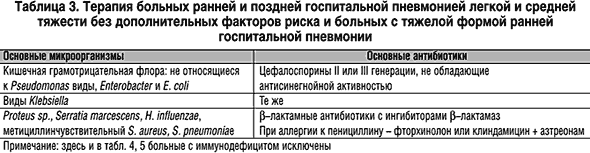 Таблица 3. Терапия больных ранней и поздней госпитальной пневмонией легкой и средней
тяжести без дополнительных факторов риска и больных с тяжелой формой ранней
госпитальной пневмонии
Основные микроорганизмы Основные антибиотики
Кишечная грамотрицательная флора: не относящиеся Цефалоспорины II или III генерации, не обладающие
к Pseudomonas виды, Enterobacter и E. coli антисинегнойной активностью
Виды Klebsiella Те же
Proteus sp., Serratia marcescens, H. influenzae, β–лактамные антибиотики с ингибиторами β–лактамаз
метициллинчувствительный S. aureus, S. pneumoniae При аллергии к пенициллину – фторхинолон или клиндамицин + азтреонам
Примечание: здесь и в табл. 4, 5 больные с иммунодефицитом исключены